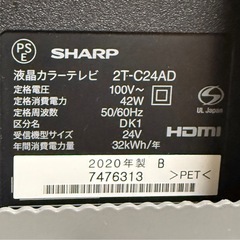 PS
E
SHARP
液晶カラーテレビ 2T-C24AD
定格電圧 100V～
定格消費電力 42W
定格周波数 50/60Hz
区分名 DK1
受信機型サイズ 24V
年間消費電力量 32kWh/年
UL Japan
HDMI
2020年製 B
7476313
>PET<